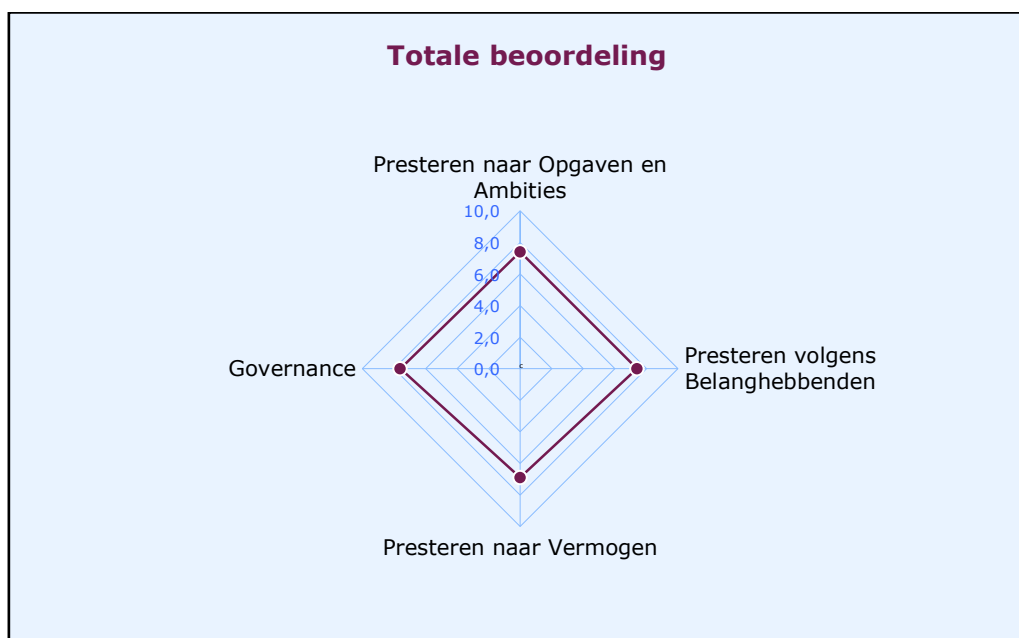 Totale beoordeling
Presteren naar Opgaven en
Ambities
10,0
8,0
6,0
4,0
2,0
0,0
Governance
Presteren volgens
Belanghebbenden
Presteren naar Vermogen